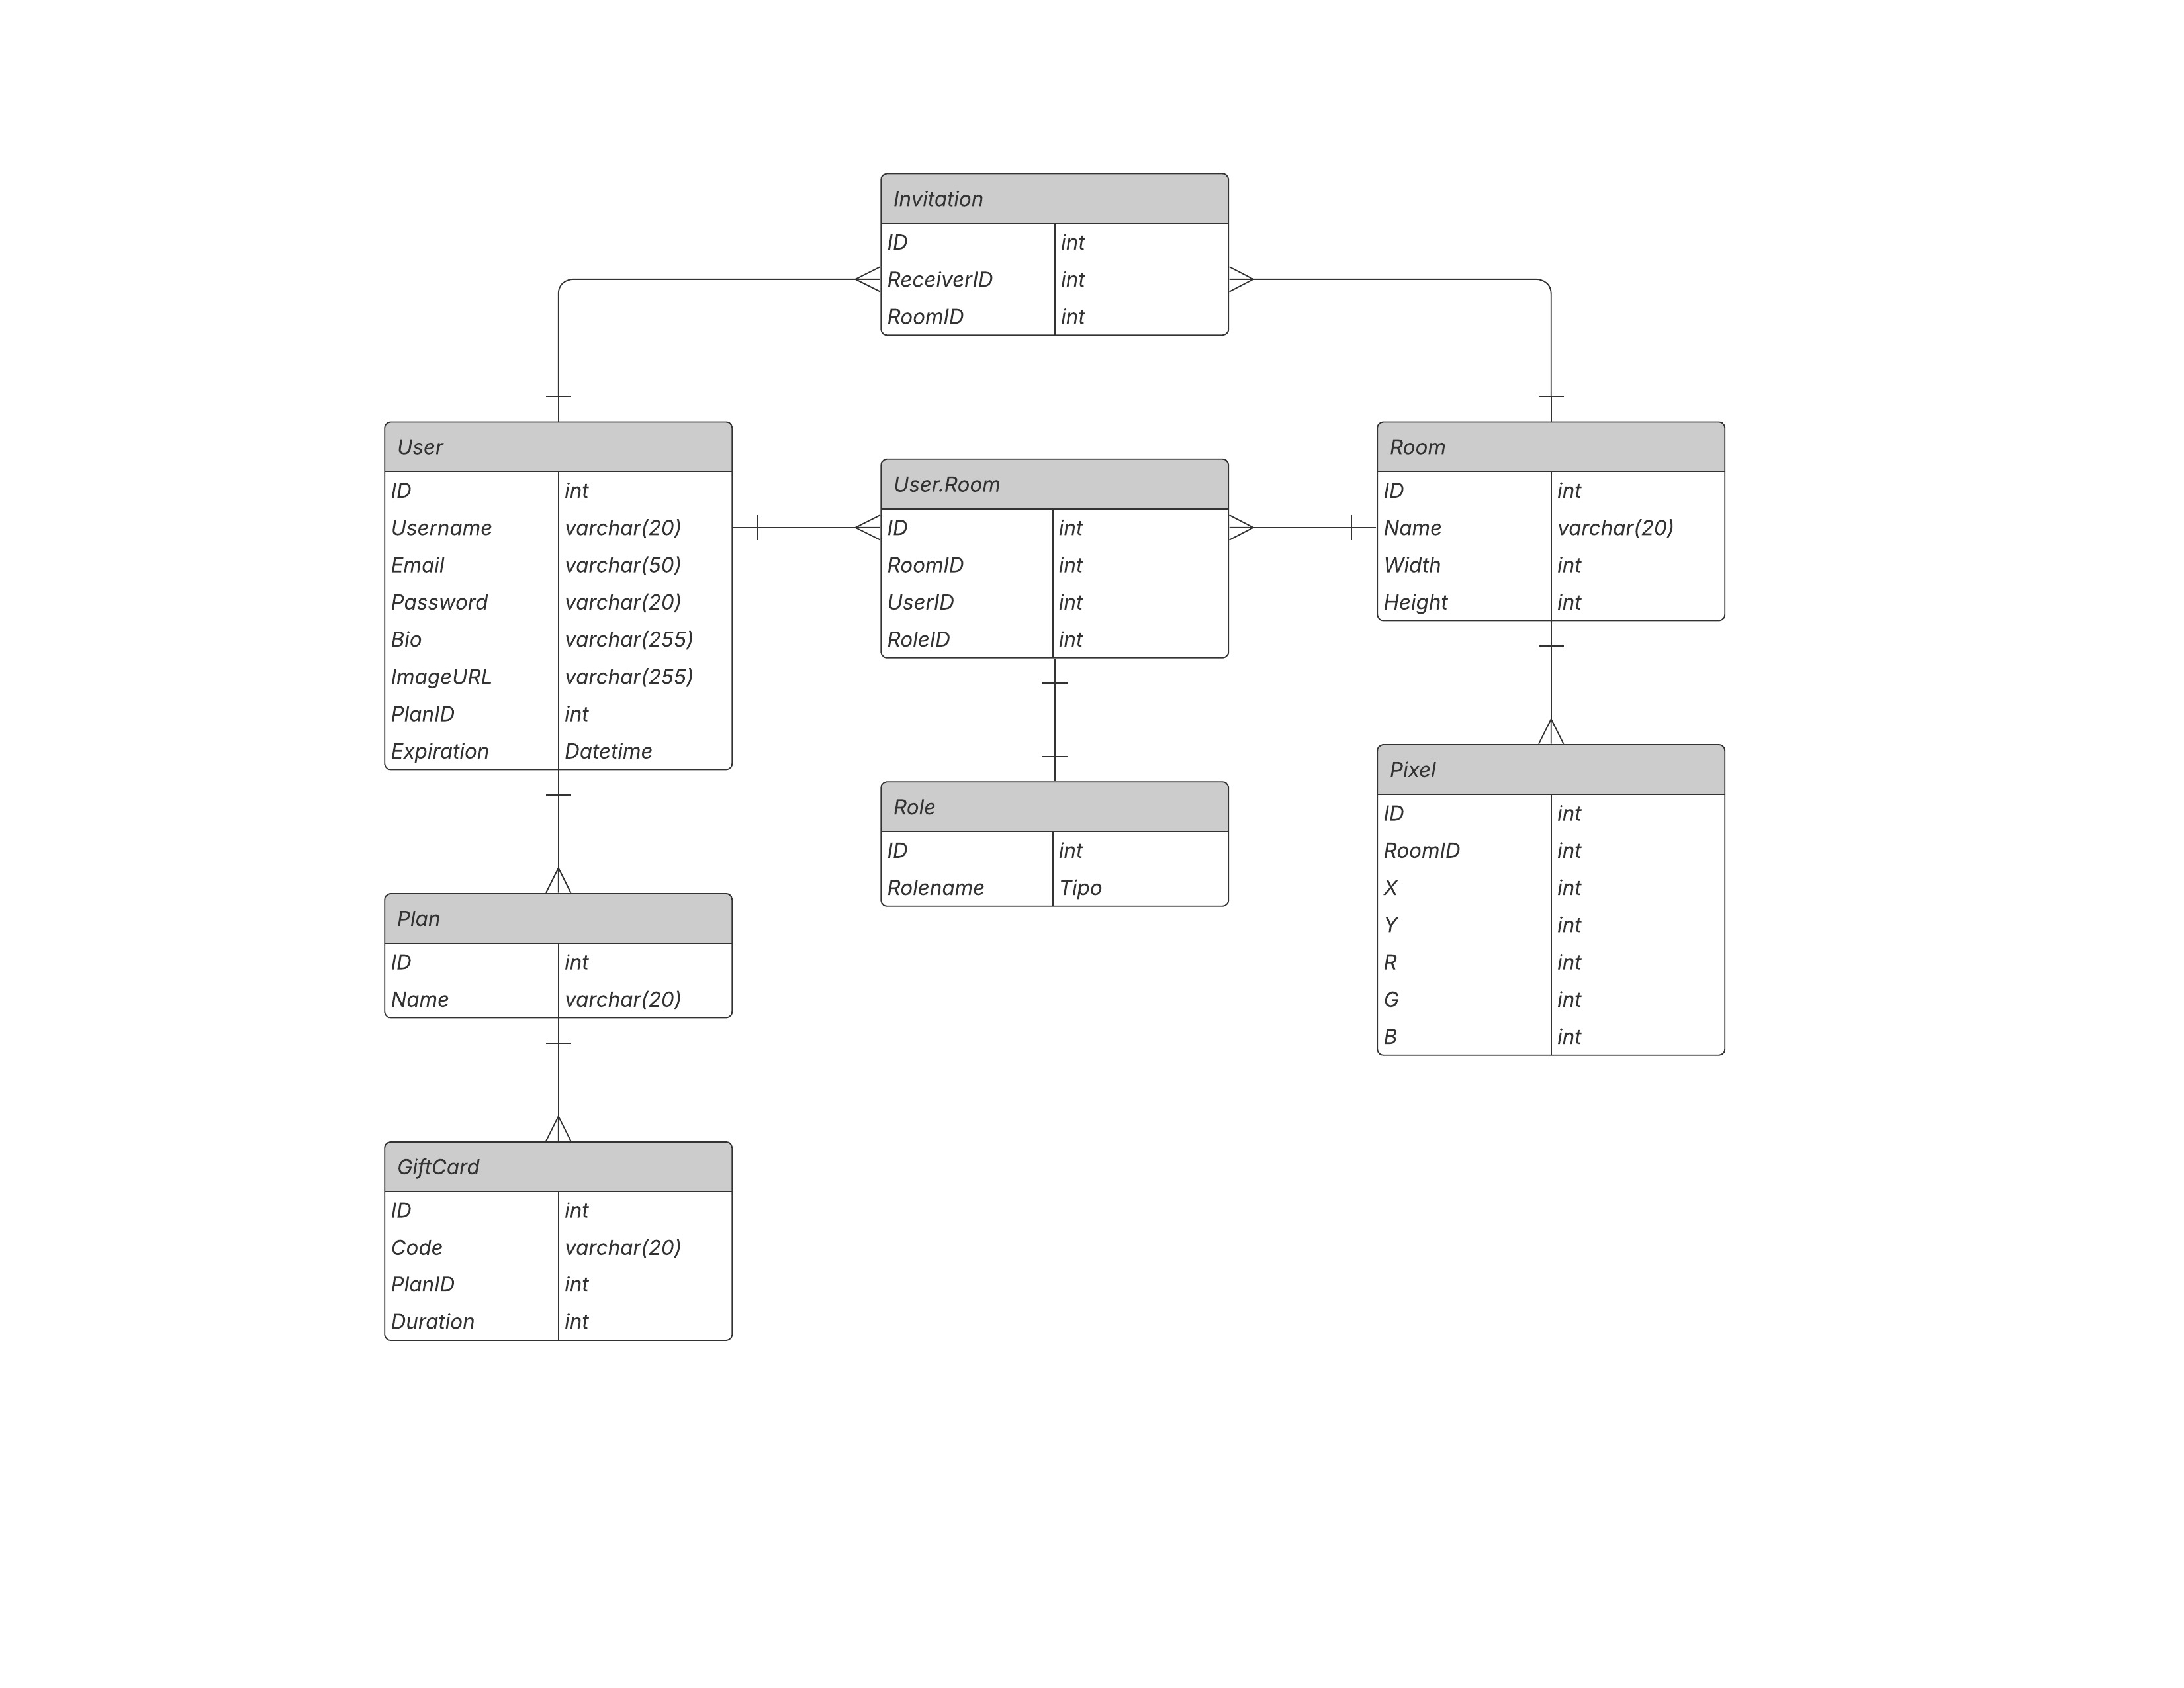 Invitation
ID int
ReceiverID int
RoomID int
User
ID int
Username varchar(20)
Email varchar(50)
Password varchar(20)
Bio varchar(255)
ImageURL varchar(255)
PlanID int
Expiration Datetime
User.Room
ID int
RoomID int
UserID int
RoleID int
Room
ID int
Name varchar(20)
Width int
Height int
Role
ID int
Rolename Tipo
Pixel
ID int
RoomID int
X int
Y int
R int
G int
B int
Plan
ID int
Name varchar(20)
GiftCard
ID int
Code varchar(20)
PlanID int
Duration int